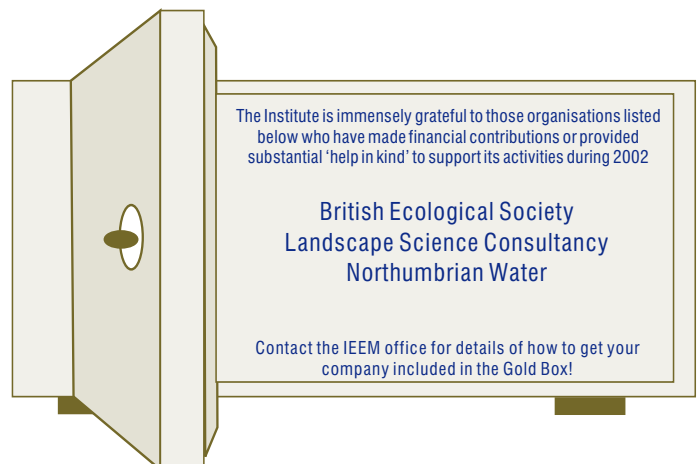 The Institute is immensely grateful to those organisations listed
below who have made financial contributions or provided
substantial ‘help in kind’ to support its activities during 2002
British Ecological Society
Landscape Science Consultancy
Northumbrian Water
Contact the IEEM office for details of how to get your
company included in the Gold Box!